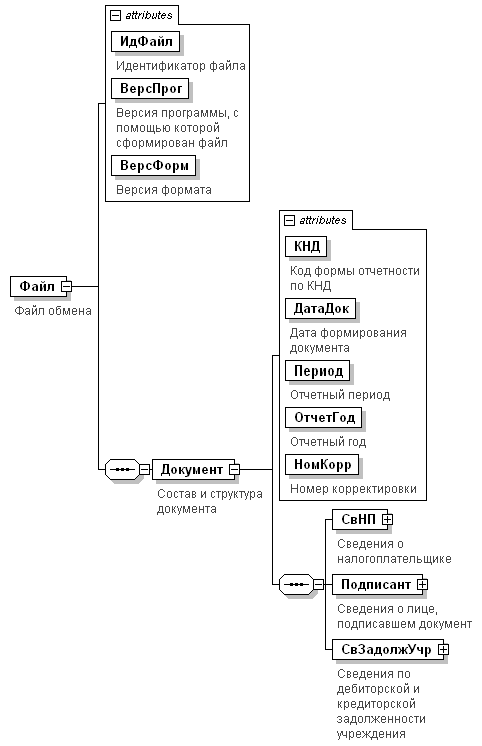 attributes
ИдФайл
Идентификатор файла
ВерсПрог
Версия программы, с
помощью которой
сформирован файл
ВерсФорм
Версия формата
Файл
Файл обмена
Документ
Состав и структура
документа
attributes
КНД
Код формы отчетности
по КНД
ДатаДок
Дата формирования
документа
Период
Отчетный период
ОтчетГод
Отчетный год
НомКорр
Номер корректировки
СвНП
Сведения о
налогоплательщике
Подписант
Сведения о лице,
подписавшем документ
СвЗадолжУчр
Сведения по
дебиторской и
кредиторской
задолженности
учреждения